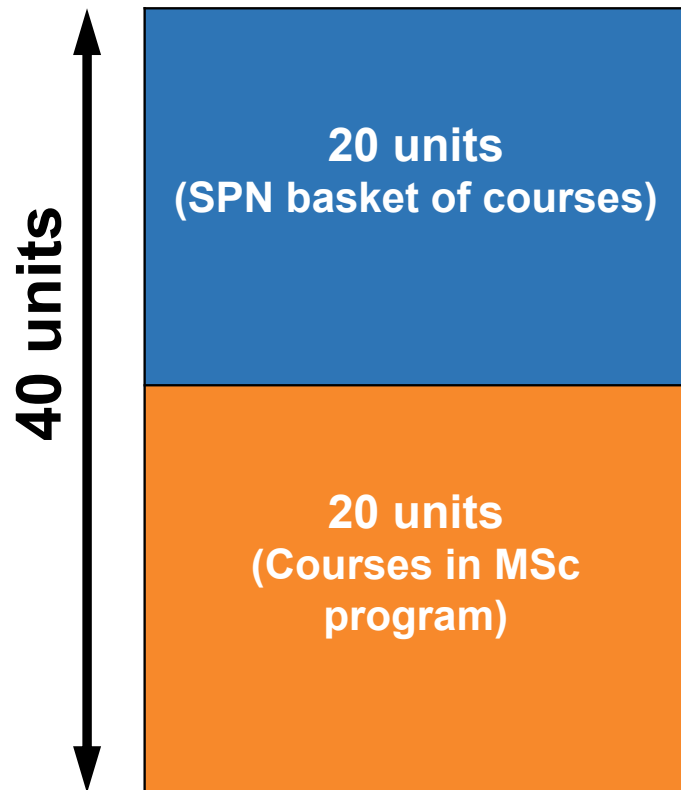 40 units
20 units
(SPN basket of courses)
20 units
(Courses in MSc
program)